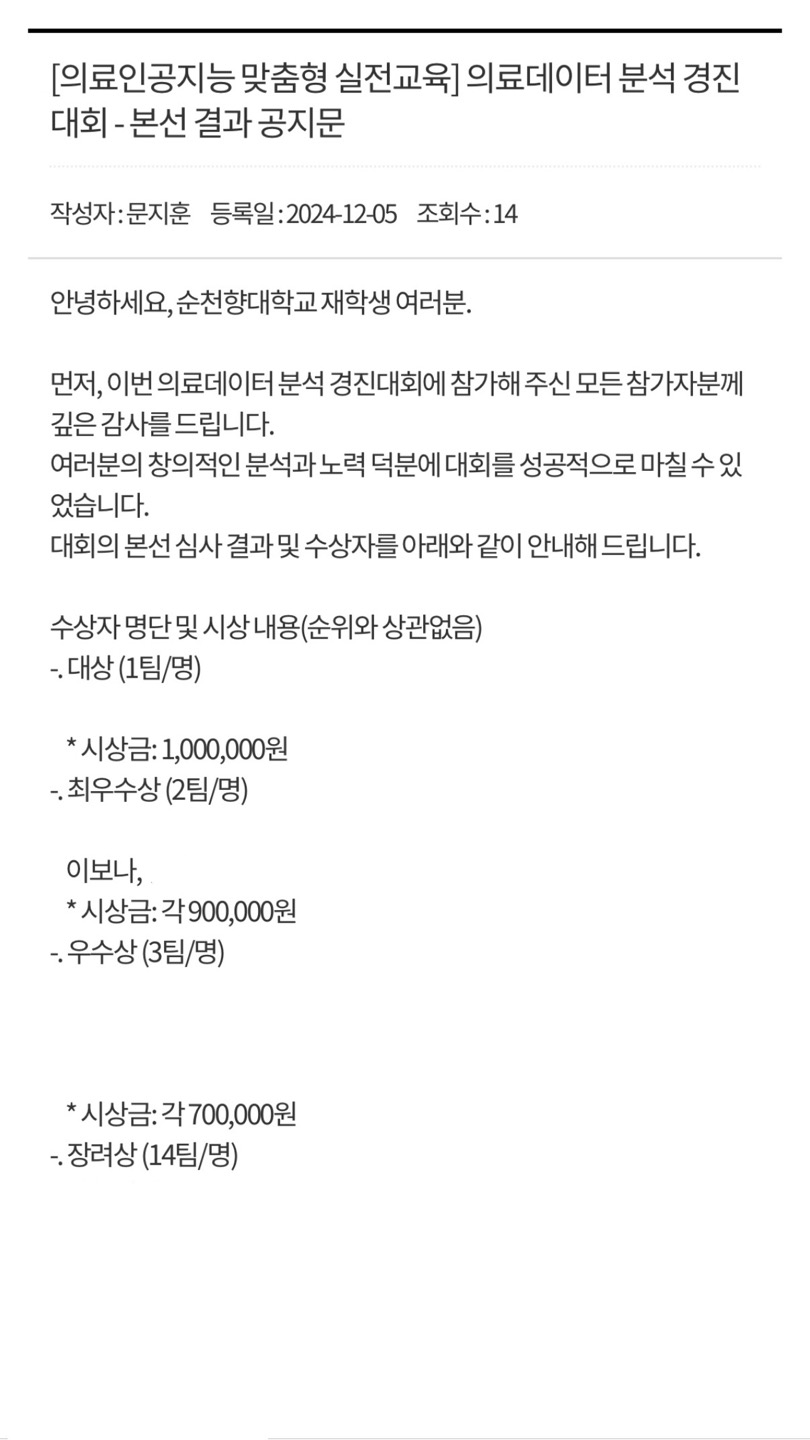 [의료인공지능 맞춤형 실전교육] 의료데이터 분석 경진
대회 - 본선 결과 공지문
작성자 : 문지훈 등록일 : 2024-12-05 조회수 : 14
안녕하세요, 순천향대학교 재학생 여러분.
먼저, 이번 의료데이터 분석 경진대회에 참가해 주신 모든 참가자분께
깊은 감사를 드립니다.
여러분의 창의적인 분석과 노력 덕분에 대회를 성공적으로 마칠 수 있
었습니다.
대회의 본선 심사 결과 및 수상자를 아래와 같이 안내해 드립니다.
수상자 명단 및 시상 내용(순위와 상관없음)
-. 대상 (1팀/명)
* 시상금: 1,000,000원
-. 최우수상 (2팀/명)
이보나,
* 시상금: 각 900,000원
-. 우수상 (3팀/명)
* 시상금: 각 700,000원
-. 장려상 (14팀/명)